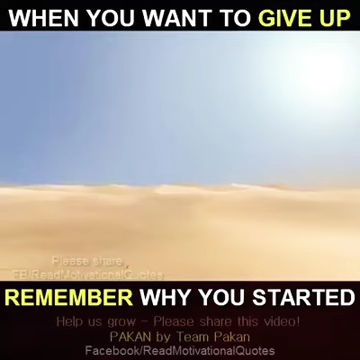 WHEN YOU WANT TO GIVE UP
Please share
FB/ReadMotivationalQuotes
REMEMBER WHY YOU STARTED
Help us grow - Please share this video!
PAKAN by Team Pakan
Facebook/ReadMotivationalQuotes